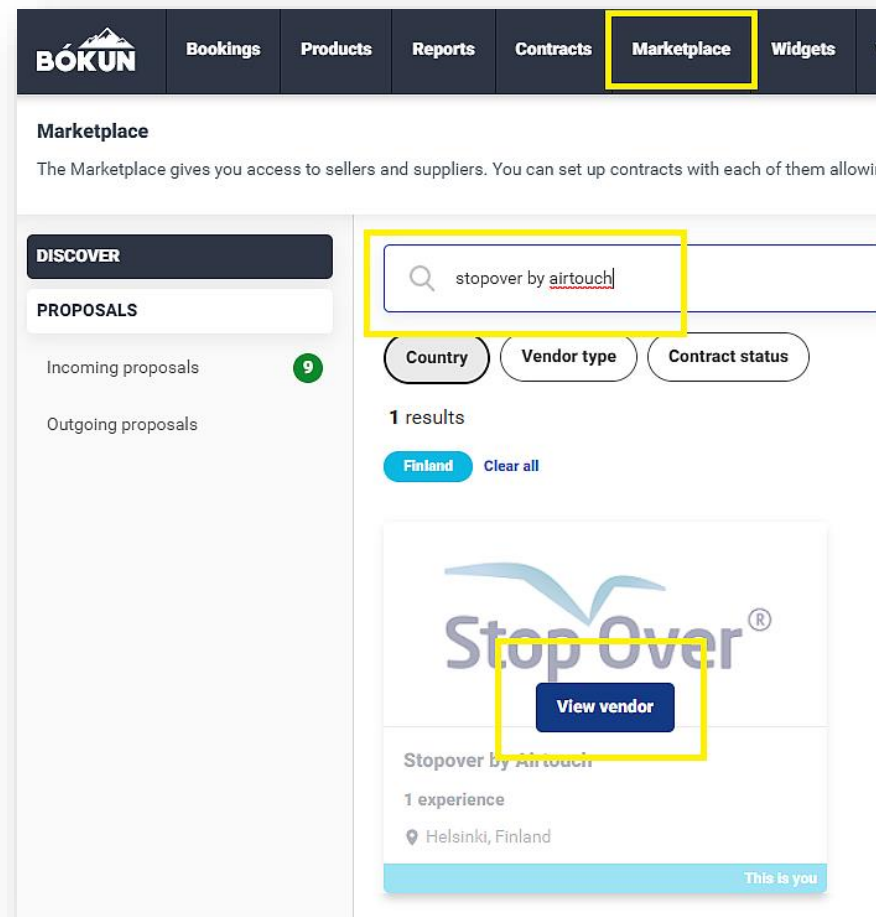 BÓKUN
Bookings Products Reports Contracts Marketplace Widgets
Marketplace
The Marketplace gives you access to sellers and suppliers. You can set up contracts with each of them
DISCOVER
PROPOSALS
Incoming proposals 9
Outgoing proposals
stopover by airtouch
Country Vendor type Contract status
1 results
Finland Clear all
Stop Over®
View vendor
Stopover by Airtouch
1 experience
Helsinki, Finland
This is you